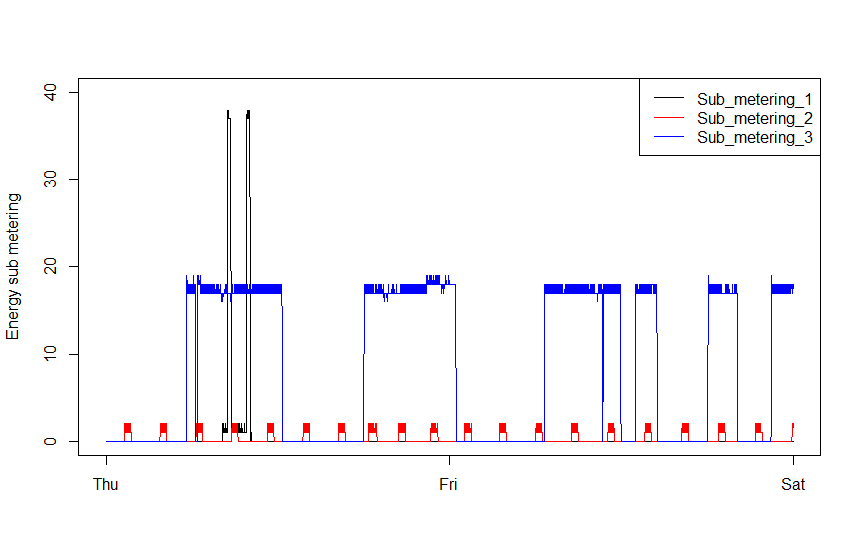 40
30
20
10
0
Energy sub metering
Sub_metering_1
Sub_metering_2
Sub_metering_3
Thu Fri Sat